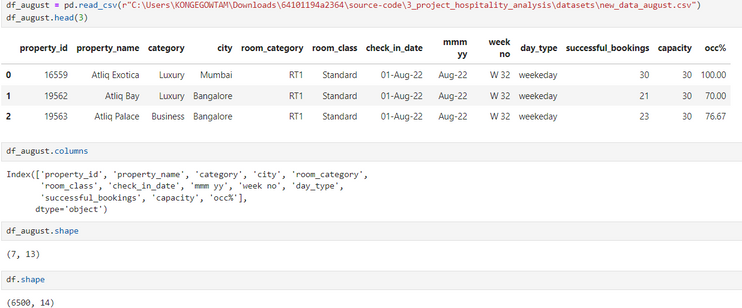 df_august = pd.read_csv(r"C:\Users\KONGEGOWTAM\Downloads\64101194a2364\source-code\3_project_hospitality_analysis\datasets\new_data_august.csv")
df_august.head(3)
property_id property_name category city room_category room_class check_in_date mmm yy week no day_type successful_bookings capacity occ%
0 16559 Atliq Exotica Luxury Mumbai RT1 Standard 01-Aug-22 Aug-22 W 32 weekeday 30 30 100.00
1 19562 Atliq Bay Luxury Bangalore RT1 Standard 01-Aug-22 Aug-22 W 32 weekeday 21 30 70.00
2 19563 Atliq Palace Business Bangalore RT1 Standard 01-Aug-22 Aug-22 W 32 weekeday 23 30 76.67
df_august.columns
Index(['property_id', 'property_name', 'category', 'city', 'room_category',
'room_class', 'check_in_date', 'mmm yy', 'week no', 'day_type',
'successful_bookings', 'capacity', 'occ%'],
dtype='object')
df_august.shape
(7, 13)
df.shape
(6500, 14)